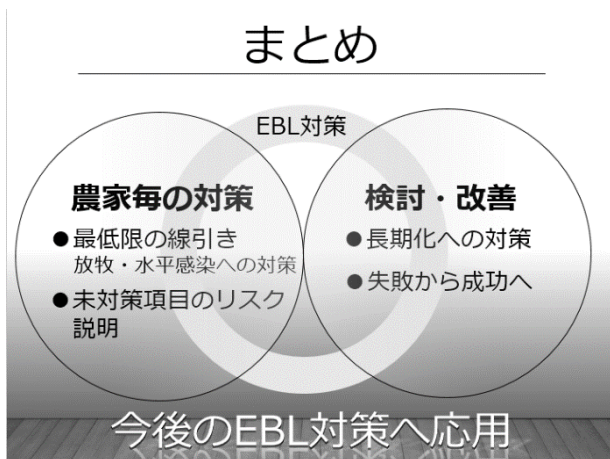 まとめ
EBL対策
農家毎の対策
●最低限の線引き
放牧・水平感染への対策
●未対策項目のリスク
説明
検討・改善
●長期化への対策
●失敗から成功へ
今後のEBL対策へ応用